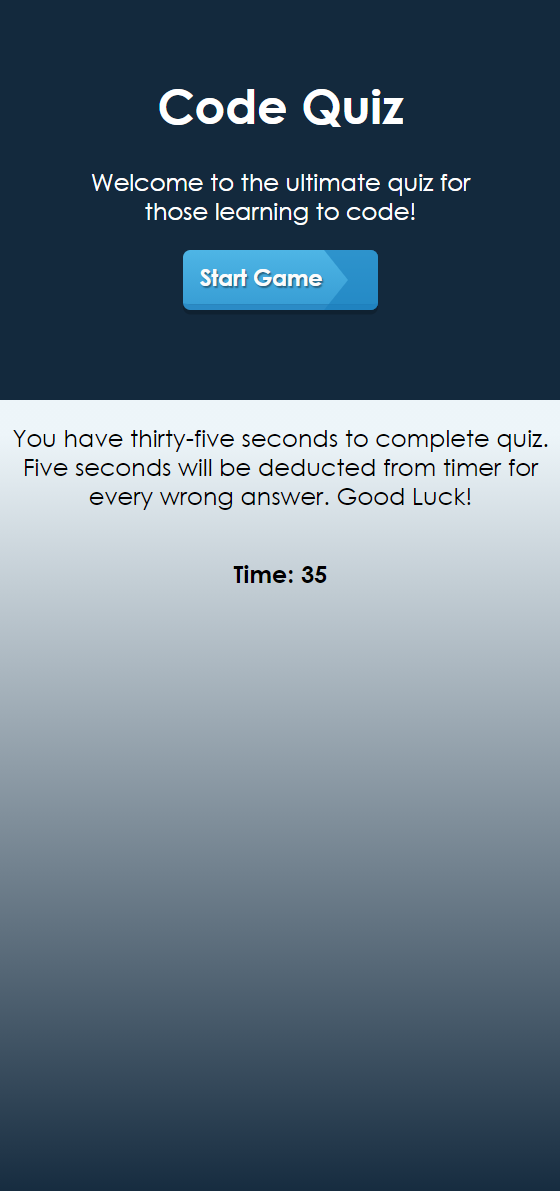 Code Quiz
Welcome to the ultimate quiz for
those learning to code!
Start Game
You have thirty-five seconds to complete quiz.
Five seconds will be deducted from timer for
every wrong answer. Good Luck!
Time: 35